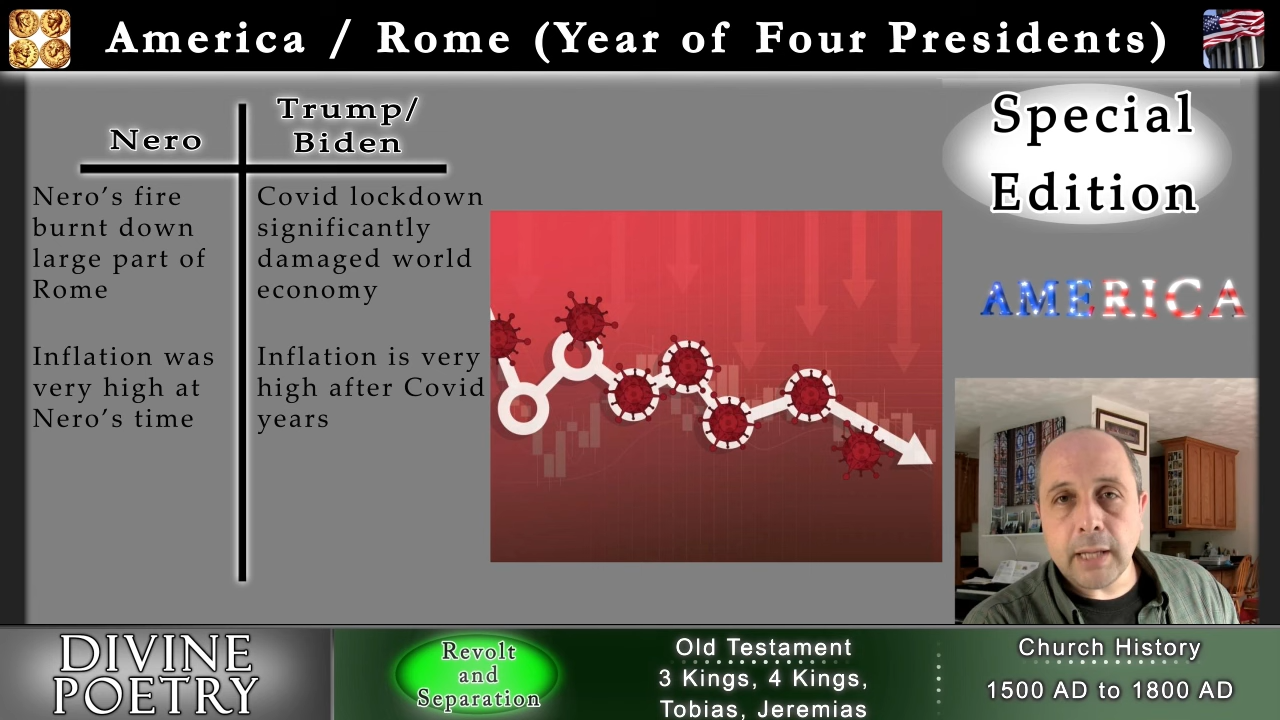 America / Rome (Year of Four Presidents)
Nero
Trump/
Biden
Nero’s fire
burnt down
large part of
Rome
Inflation was
very high at
Nero’s time
Covid lockdown
significantly
damaged world
economy
Inflation is very
high after Covid
years
Special
Edition
AMERICA
DIVINE
POETRY
Revolt
and
Separation
Old Testament
3 Kings, 4 Kings,
Tobias, Jeremias
Church History
1500 AD to 1800 AD